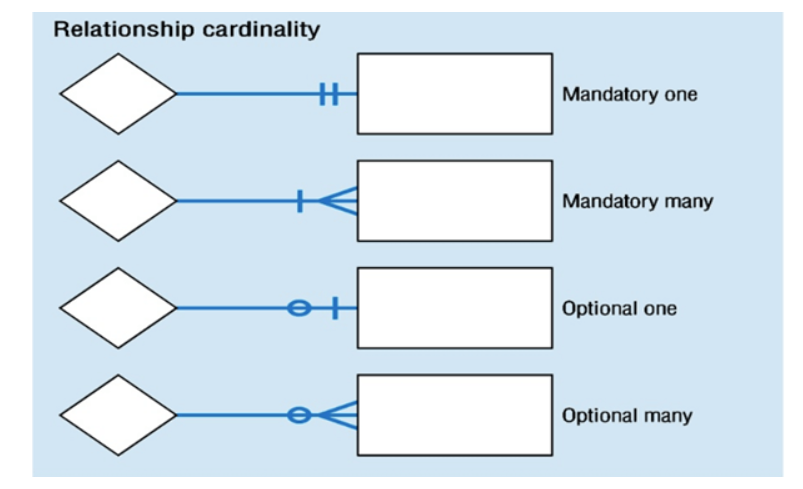 Relationship cardinality
Mandatory one
Mandatory many
Optional one
Optional many